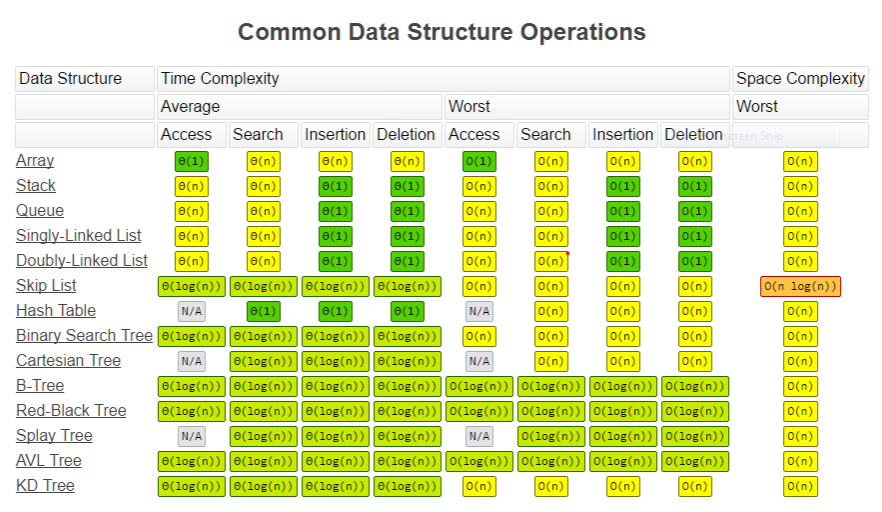 Common Data Structure Operations
Data Structure Time Complexity Space Complexity
Average Worst Worst
Access Search Insertion Deletion Access Search Insertion Deletion
Array Θ(1) Θ(n) Θ(n) Θ(n) O(1) O(n) O(n) O(n) O(n)
Stack Θ(n) Θ(n) Θ(1) Θ(1) O(n) O(n) O(1) O(1) O(n)
Queue Θ(n) Θ(n) Θ(1) Θ(1) O(n) O(n) O(1) O(1) O(n)
Singly-Linked List Θ(n) Θ(n) Θ(1) Θ(1) O(n) O(n) O(1) O(1) O(n)
Doubly-Linked List Θ(n) Θ(n) Θ(1) Θ(1) O(n) O(n) O(1) O(1) O(n)
Skip List Θ(log(n)) Θ(log(n)) Θ(log(n)) Θ(log(n)) O(n) O(n) O(n) O(n) O(n log(n))
Hash Table N/A Θ(1) Θ(1) Θ(1) N/A O(n) O(n) O(n) O(n)
Binary Search Tree Θ(log(n)) Θ(log(n)) Θ(log(n)) Θ(log(n)) O(n) O(n) O(n) O(n) O(n)
Cartesian Tree N/A Θ(log(n)) Θ(log(n)) Θ(log(n)) N/A O(n) O(n) O(n) O(n)
B-Tree Θ(log(n)) Θ(log(n)) Θ(log(n)) Θ(log(n)) O(log(n)) O(log(n)) O(log(n)) O(log(n)) O(n)
Red-Black Tree Θ(log(n)) Θ(log(n)) Θ(log(n)) Θ(log(n)) O(log(n)) O(log(n)) O(log(n)) O(log(n)) O(n)
Splay Tree N/A Θ(log(n)) Θ(log(n)) Θ(log(n)) N/A O(log(n)) O(log(n)) O(log(n)) O(n)
AVL Tree Θ(log(n)) Θ(log(n)) Θ(log(n)) Θ(log(n)) O(log(n)) O(log(n)) O(log(n)) O(log(n)) O(n)
KD Tree Θ(log(n)) Θ(log(n)) Θ(log(n)) Θ(log(n)) O(n) O(n) O(n) O(n) O(n)